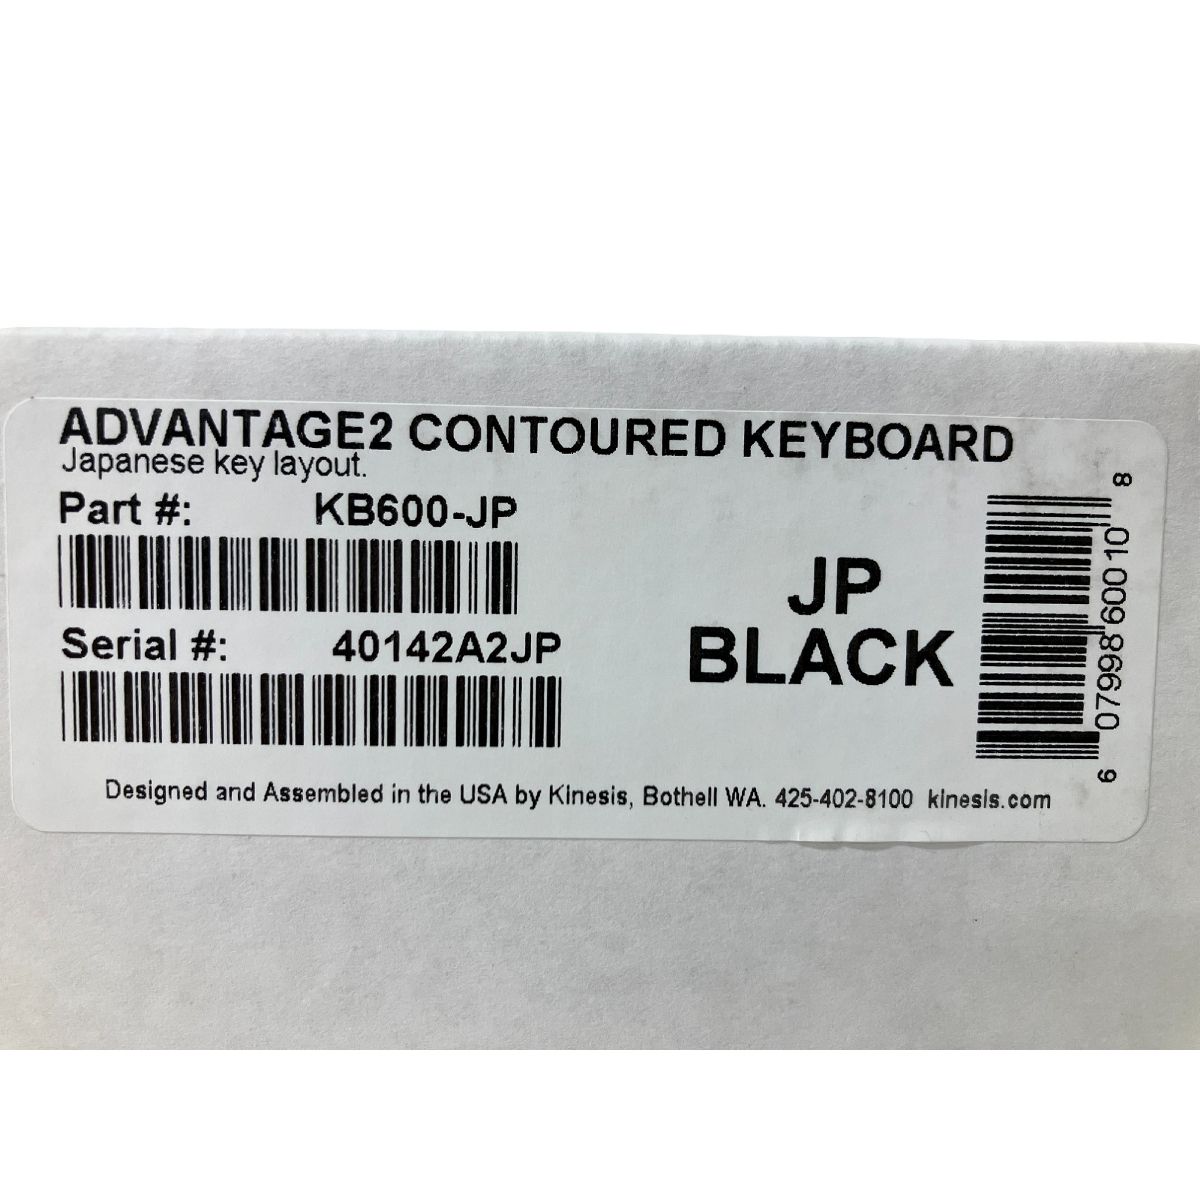 ADVANTAGE2 CONTOURED KEYBOARD
Japanese key layout.
Part #: KB600-JP
Serial #: 40142A2JP
JP
BLACK
6 07998 60010 8
Designed and Assembled in the USA by Kinesis, Bothell WA. 425-402-8100 kinesis.com